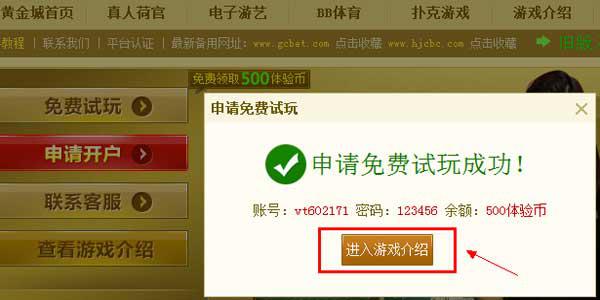 黄金城首页 真人荷官 电子游艺 BB体育 扑克游戏 游戏介绍
教程 | 联系我们 | 平台认证 | 最新备用网址：www.gcbet.com 点击收藏 www.hjcbc.com 点击收藏 旧版
免费领取500体验币
免费试玩
申请开户
联系客服
查看游戏介绍
申请免费试玩
申请免费试玩成功！
账号：vt602171 密码：123456 余额：500体验币
进入游戏介绍